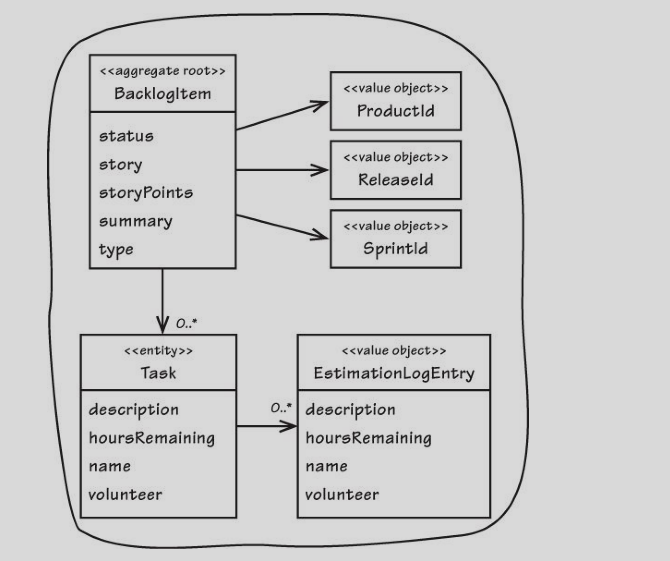 <<aggregate root>>
BacklogItem
status
story
storyPoints
summary
type
<<value object>>
ProductId
<<value object>>
ReleaseId
<<value object>>
SprintId
0..*
<<entity>>
Task
description
hoursRemaining
name
volunteer
0..*
<<value object>>
EstimationLogEntry
description
hoursRemaining
name
volunteer